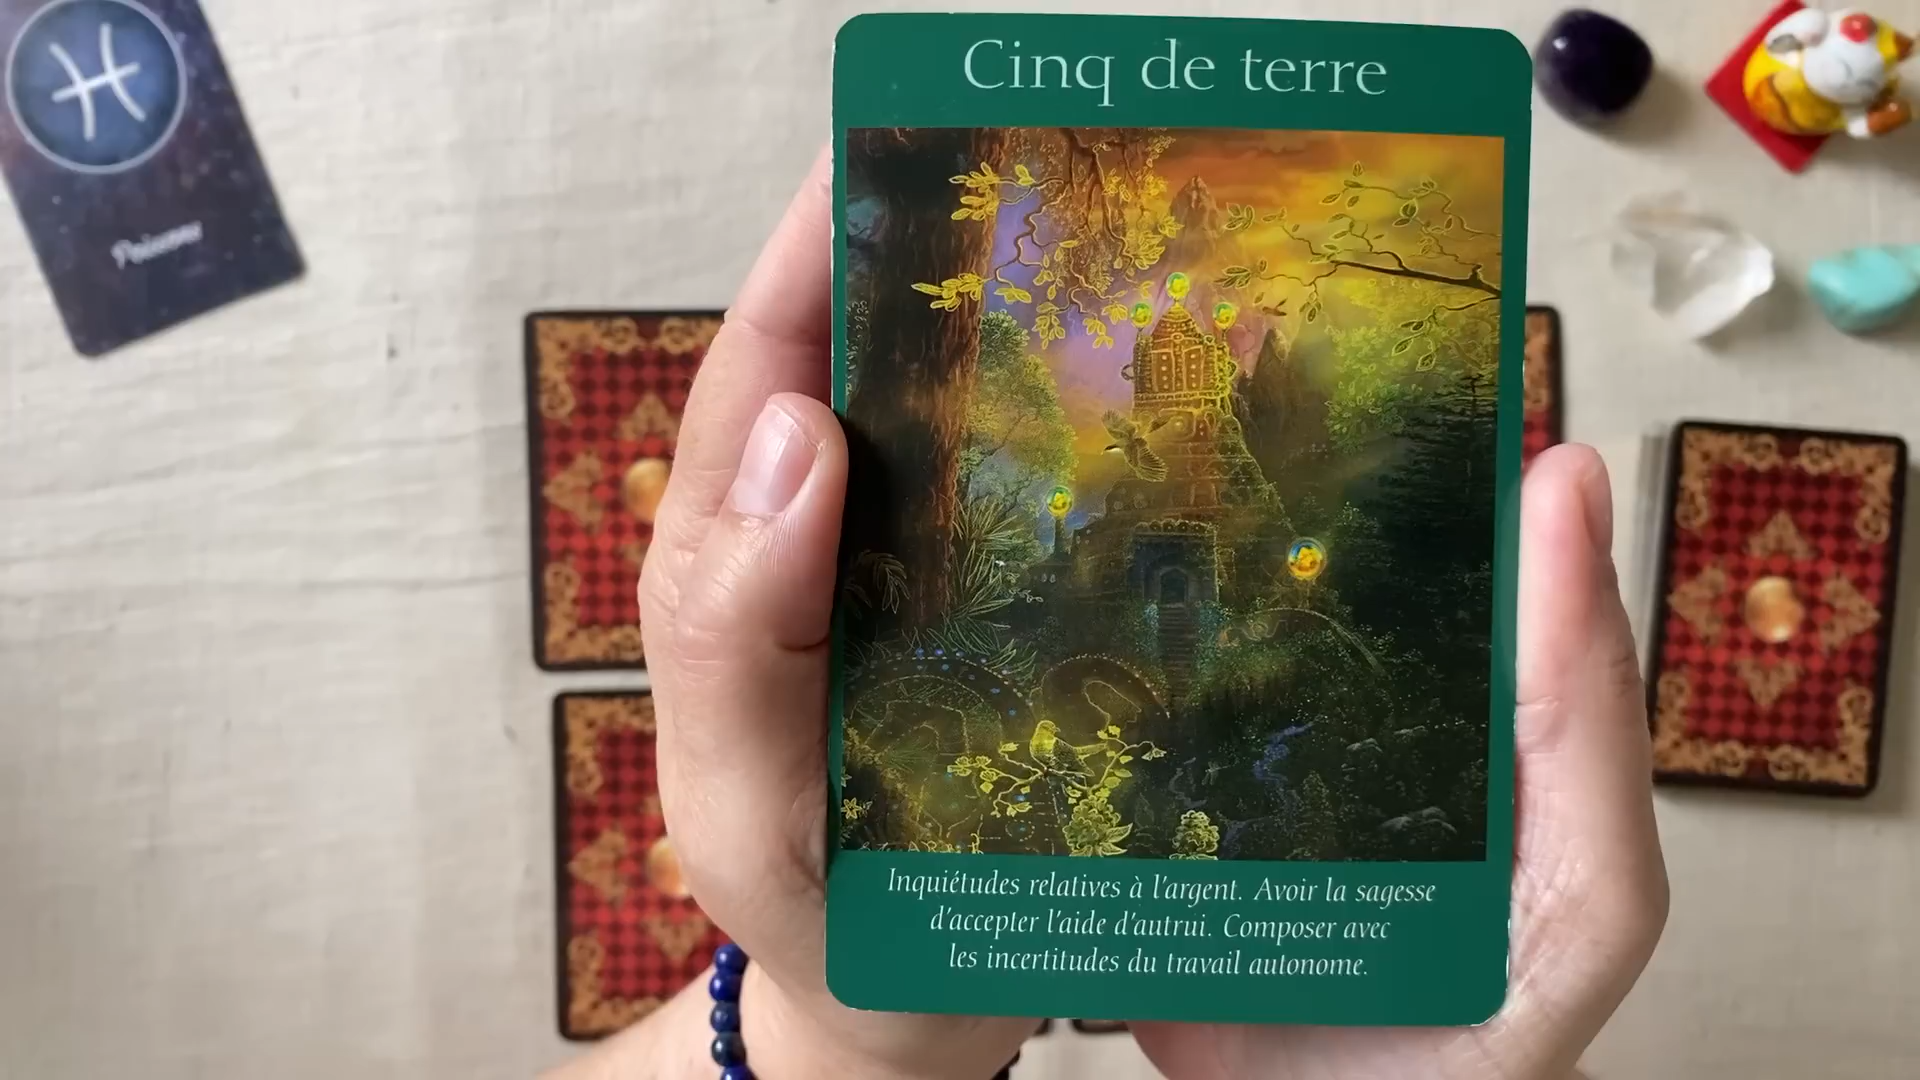 Cinq de terre
Inquiétudes relatives à l'argent. Avoir la sagesse
d'accepter l'aide d'autrui. Composer avec
les incertitudes du travail autonome.
Poissons